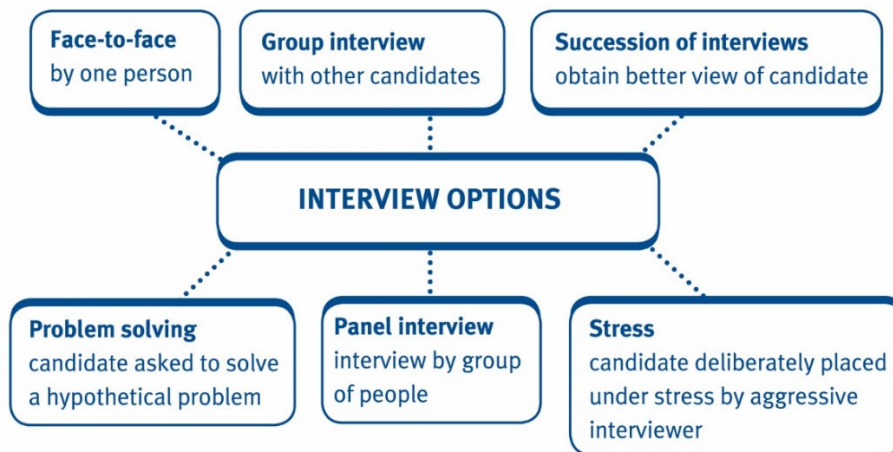 Face-to-face
by one person
Group interview
with other candidates
Succession of interviews
obtain better view of candidate
INTERVIEW OPTIONS
Problem solving
candidate asked to solve
a hypothetical problem
Panel interview
interview by group
of people
Stress
candidate deliberately placed
under stress by aggressive
interviewer